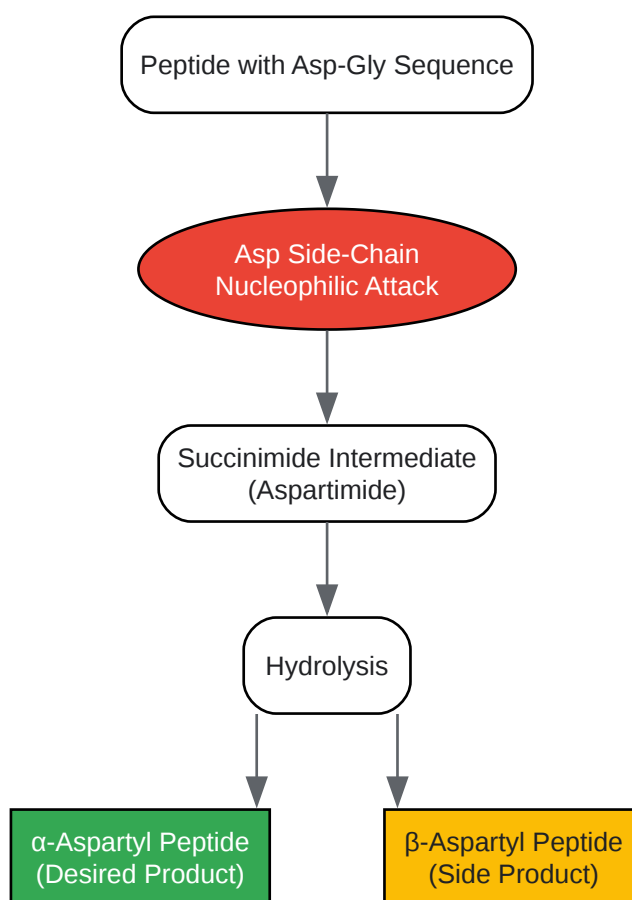 Peptide with Asp-Gly Sequence
Asp Side-Chain
Nucleophilic Attack
Succinimide Intermediate
(Aspartimide)
Hydrolysis
α-Aspartyl Peptide
(Desired Product)
β-Aspartyl Peptide
(Side Product)